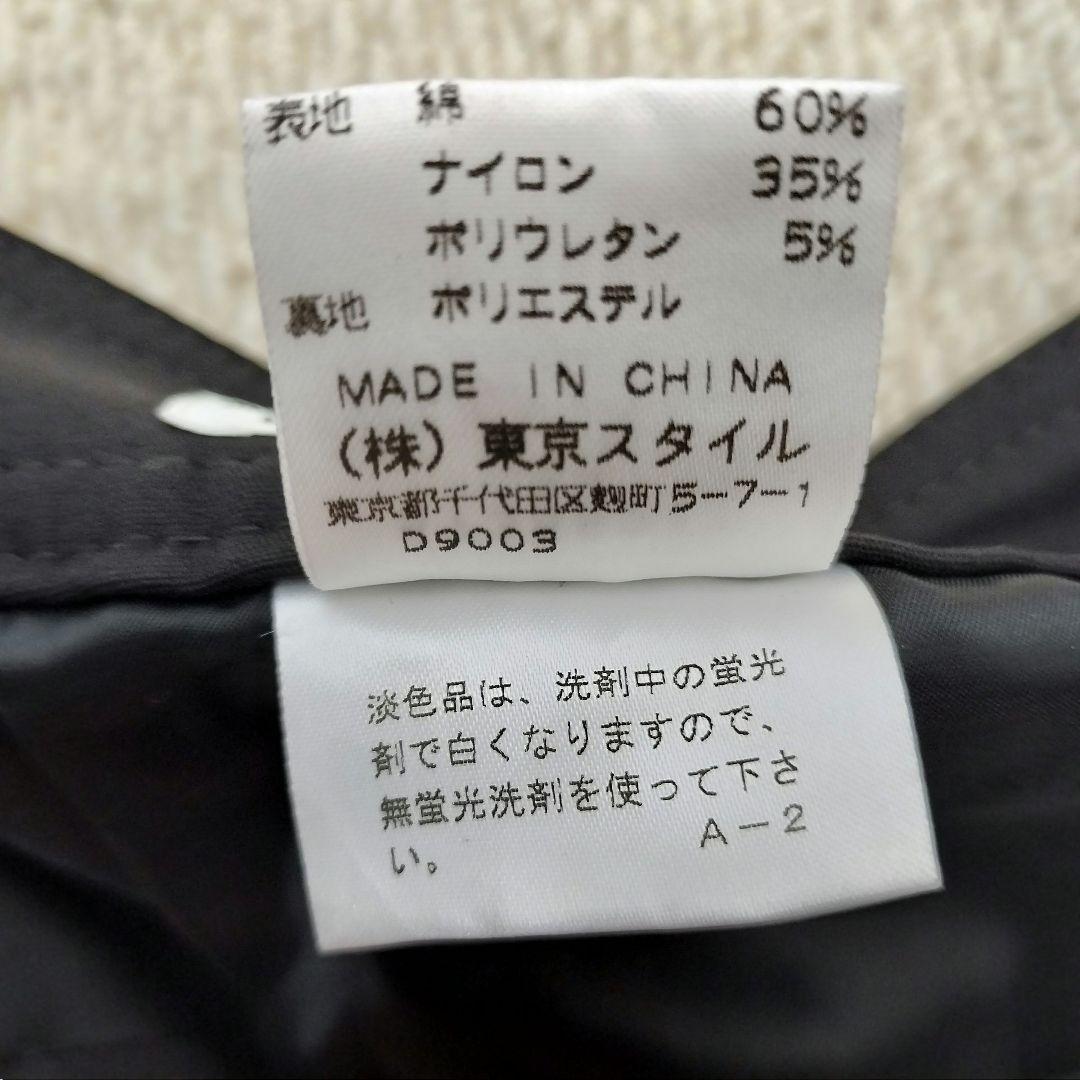 表地 綿 60%
ナイロン 35%
ポリウレタン 5%
裏地 ポリエステル
MADE IN CHINA
(株)東京スタイル
東京都千代田区麹町5-7-1
D9003
淡色品は、洗剤中の蛍光
剤で白くなりますので、
無蛍光洗剤を使って下さ
い。 A-2